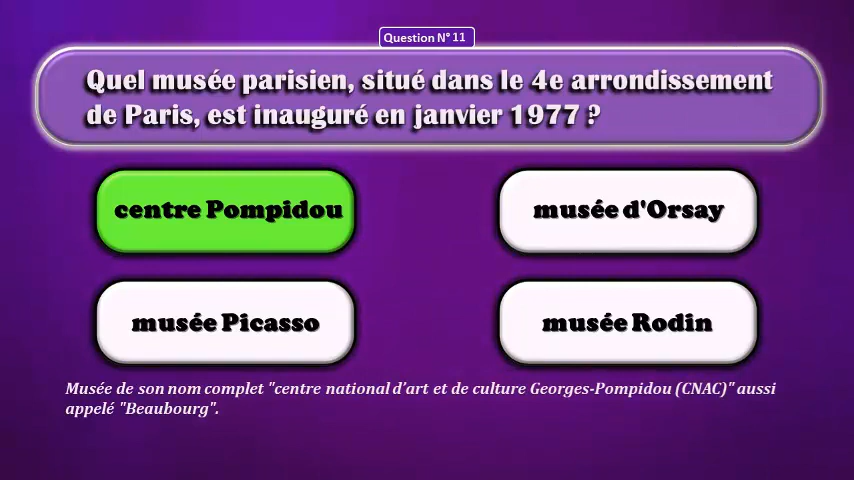 Question N° 11
Quel musée parisien, situé dans le 4e arrondissement
de Paris, est inauguré en janvier 1977 ?
centre Pompidou
musée d'Orsay
musée Picasso
musée Rodin
Musée de son nom complet "centre national d'art et de culture Georges-Pompidou (CNAC)" aussi
appelé "Beaubourg".